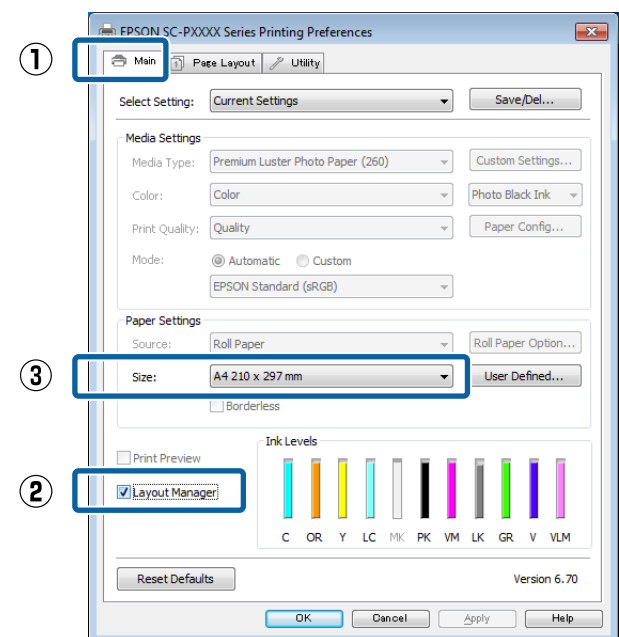 EPSON SC-PXXXX Series Printing Preferences
1
Main
Page Layout
Utility
Select Setting: Current Settings Save/Del...
Media Settings
Media Type: Premium Luster Photo Paper (260) Custom Settings...
Color: Color Photo Black Ink
Print Quality: Quality Paper Config...
Mode: Automatic Custom
EPSON Standard (sRGB)
Paper Settings
Source: Roll Paper Roll Paper Option...
3
Size: A4 210 x 297 mm User Defined...
Borderless
Print Preview
2
Layout Manager
Ink Levels
C OR Y LC MK PK VM LK GR V VLM
Reset Defaults Version 6.70
OK Cancel Apply Help